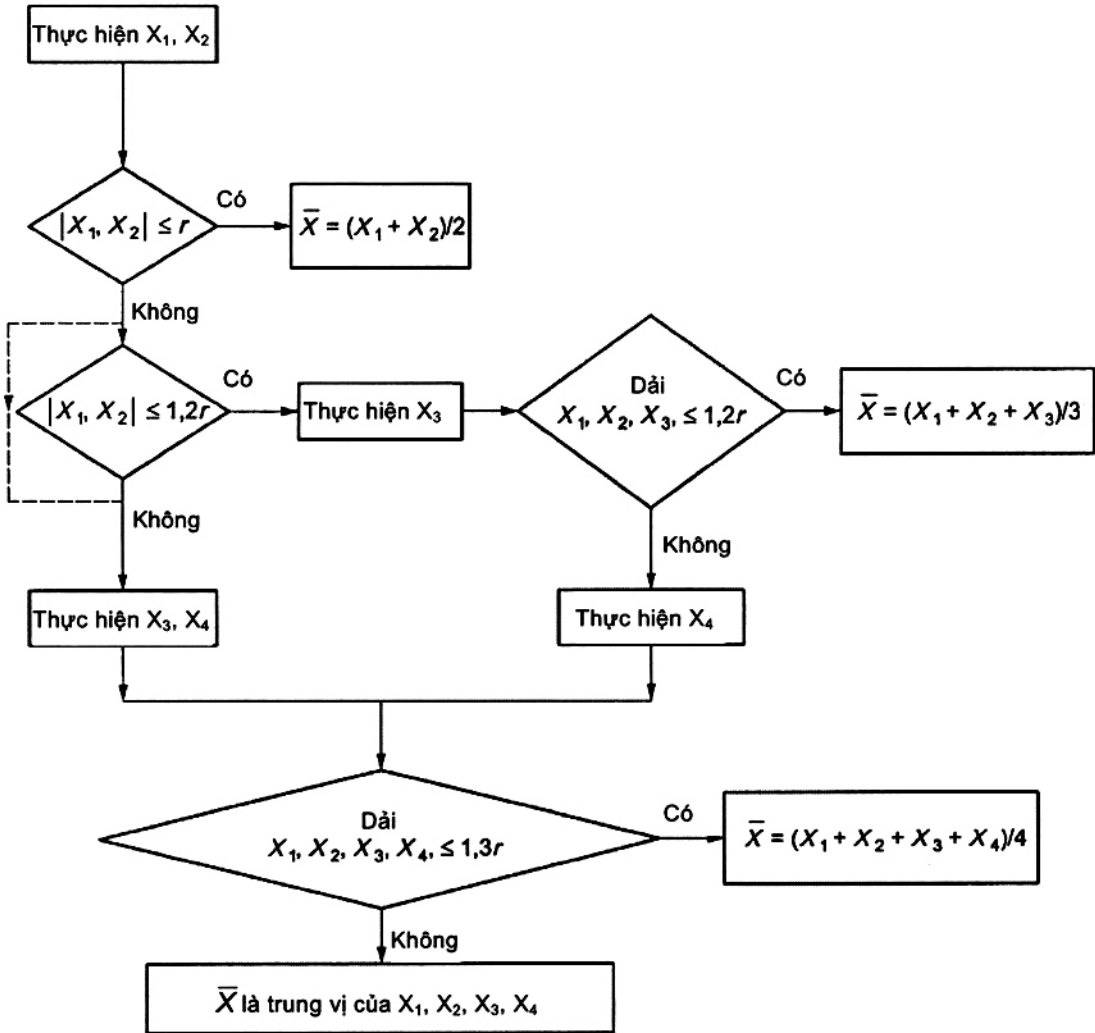 Thực hiện X₁, X₂
|X₁, X₂| ≤ r
Có
X̅ = (X₁ + X₂)/2
Không
|X₁, X₂| ≤ 1,2r
Có
Thực hiện X₃
Dải
X₁, X₂, X₃, ≤ 1,2r
Có
X̅ = (X₁ + X₂ + X₃)/3
Không
Không
Thực hiện X₃, X₄
Thực hiện X₄
Dải
X₁, X₂, X₃, X₄, ≤ 1,3r
Có
X̅ = (X₁ + X₂ + X₃ + X₄)/4
Không
X̅ là trung vị của X₁, X₂, X₃, X₄